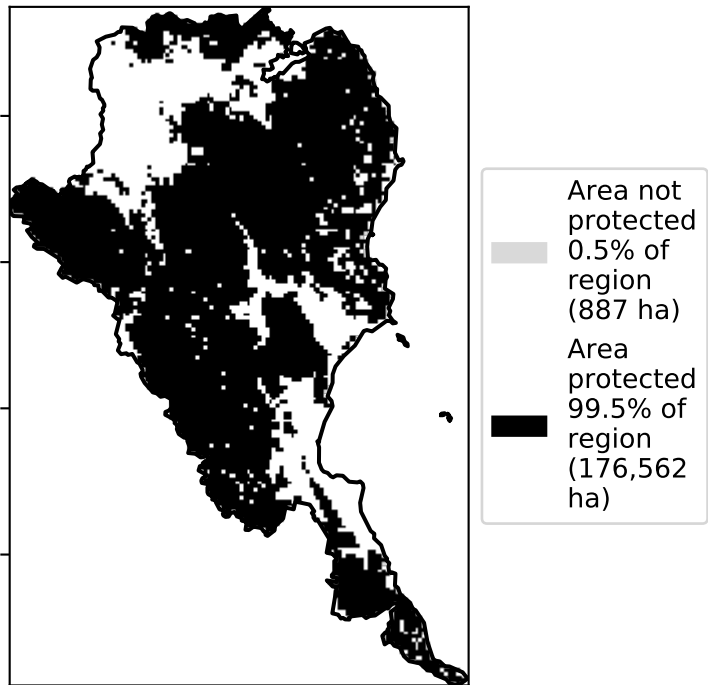 Area not
protected
0.5% of
region
(887 ha)
Area
protected
99.5% of
region
(176,562
ha)